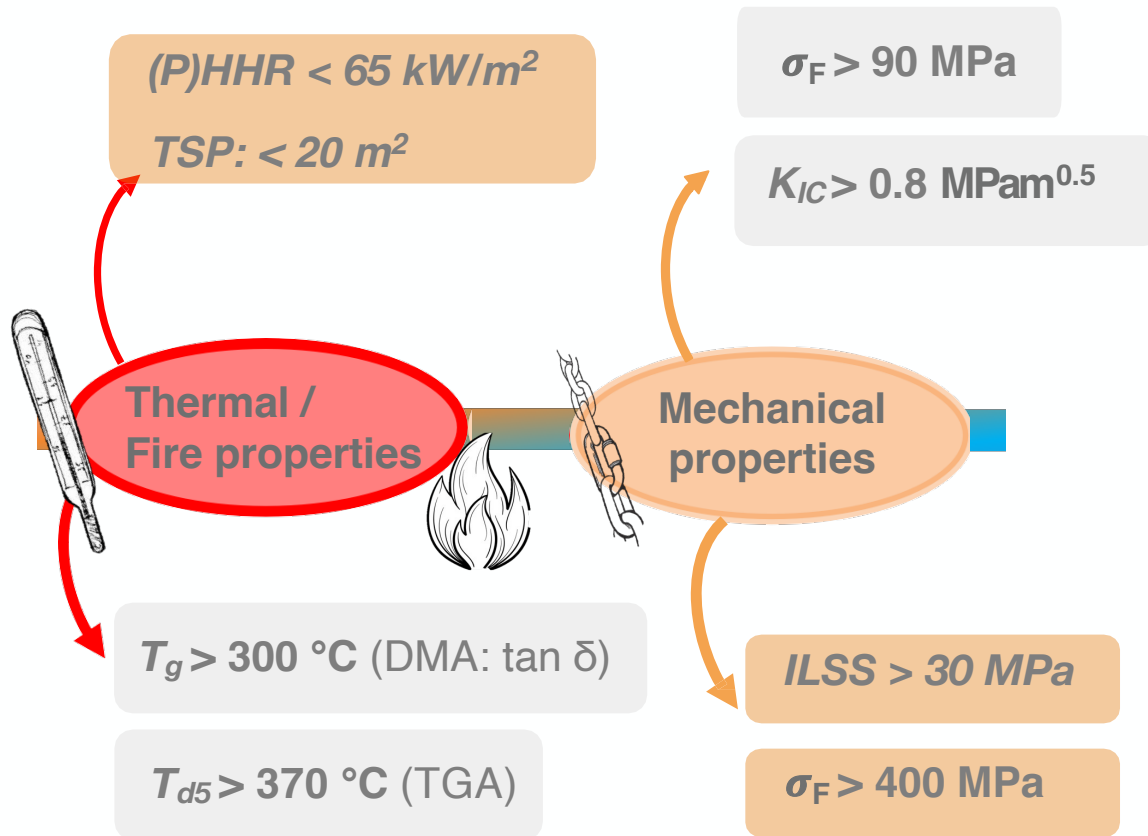 (P)HHR < 65 kW/m²
TSP: < 20 m²
σF > 90 MPa
KIC > 0.8 MPam⁰·⁵
Thermal /
Fire properties
Mechanical
properties
Tg > 300 °C (DMA: tan δ)
Td5 > 370 °C (TGA)
ILSS > 30 MPa
σF > 400 MPa